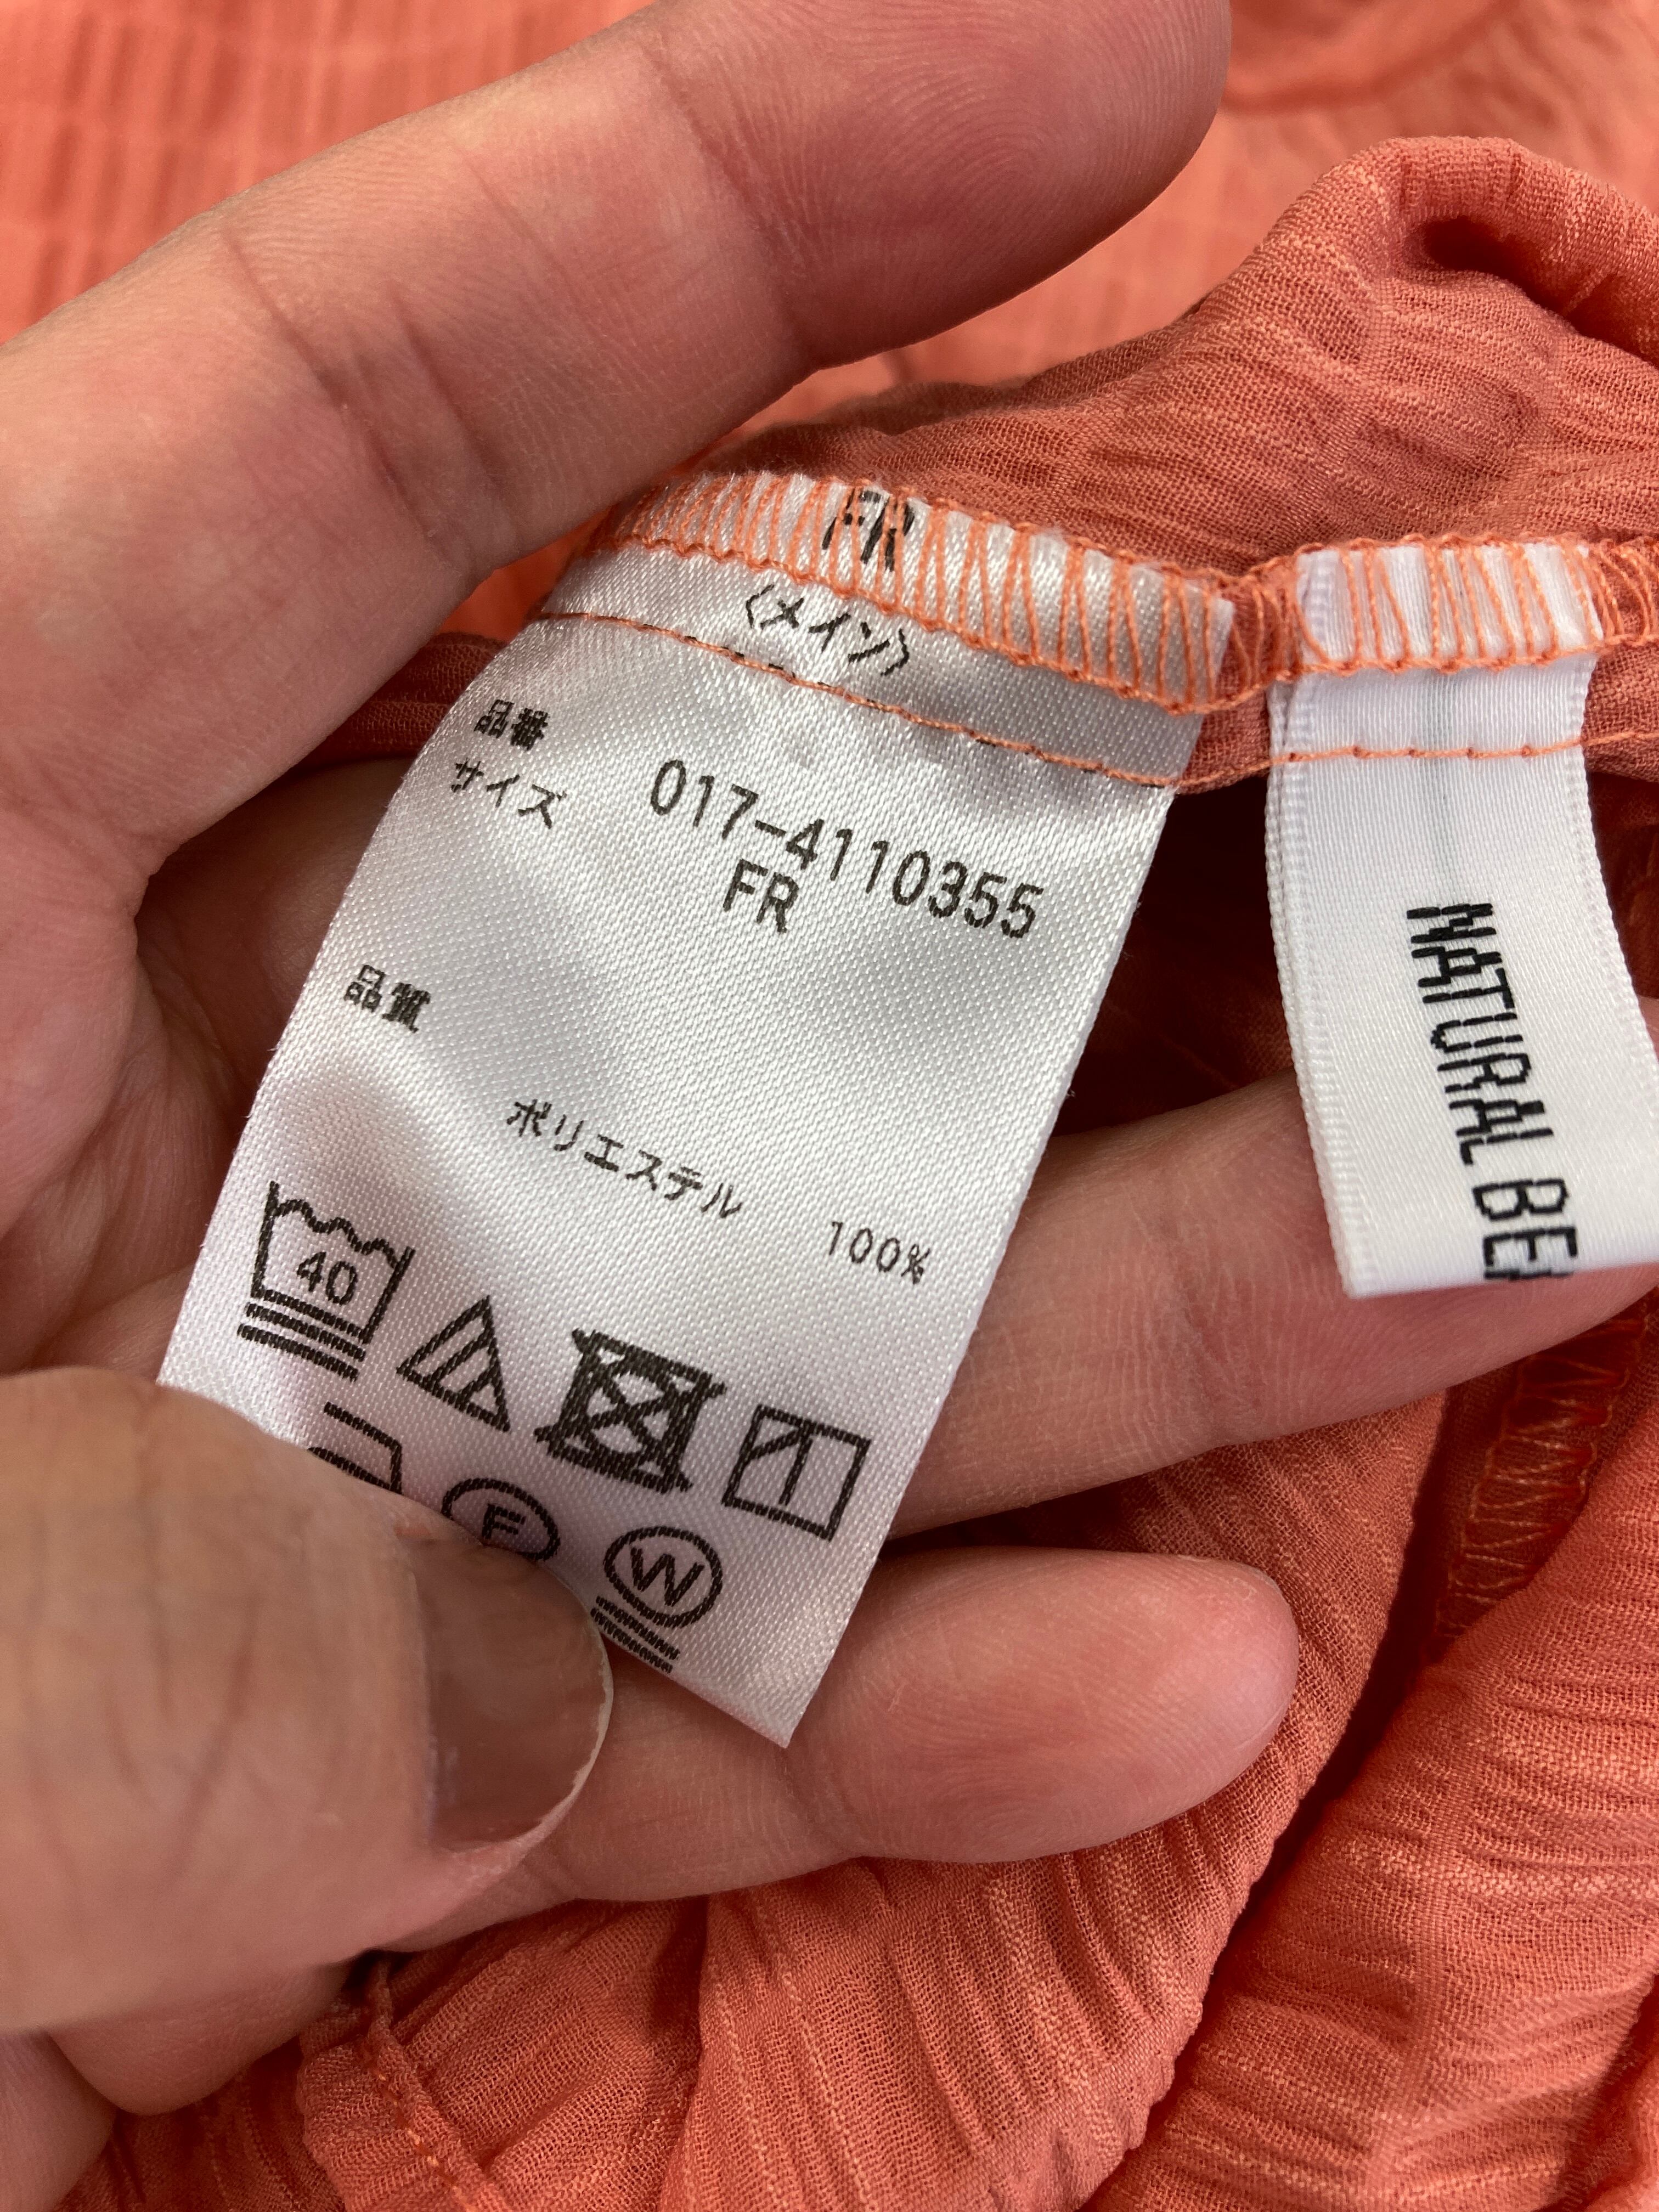 FR
〈メイン〉
品番 017-4110355
サイズ FR
品質
ポリエステル 100%
40
F
W
NATURAL